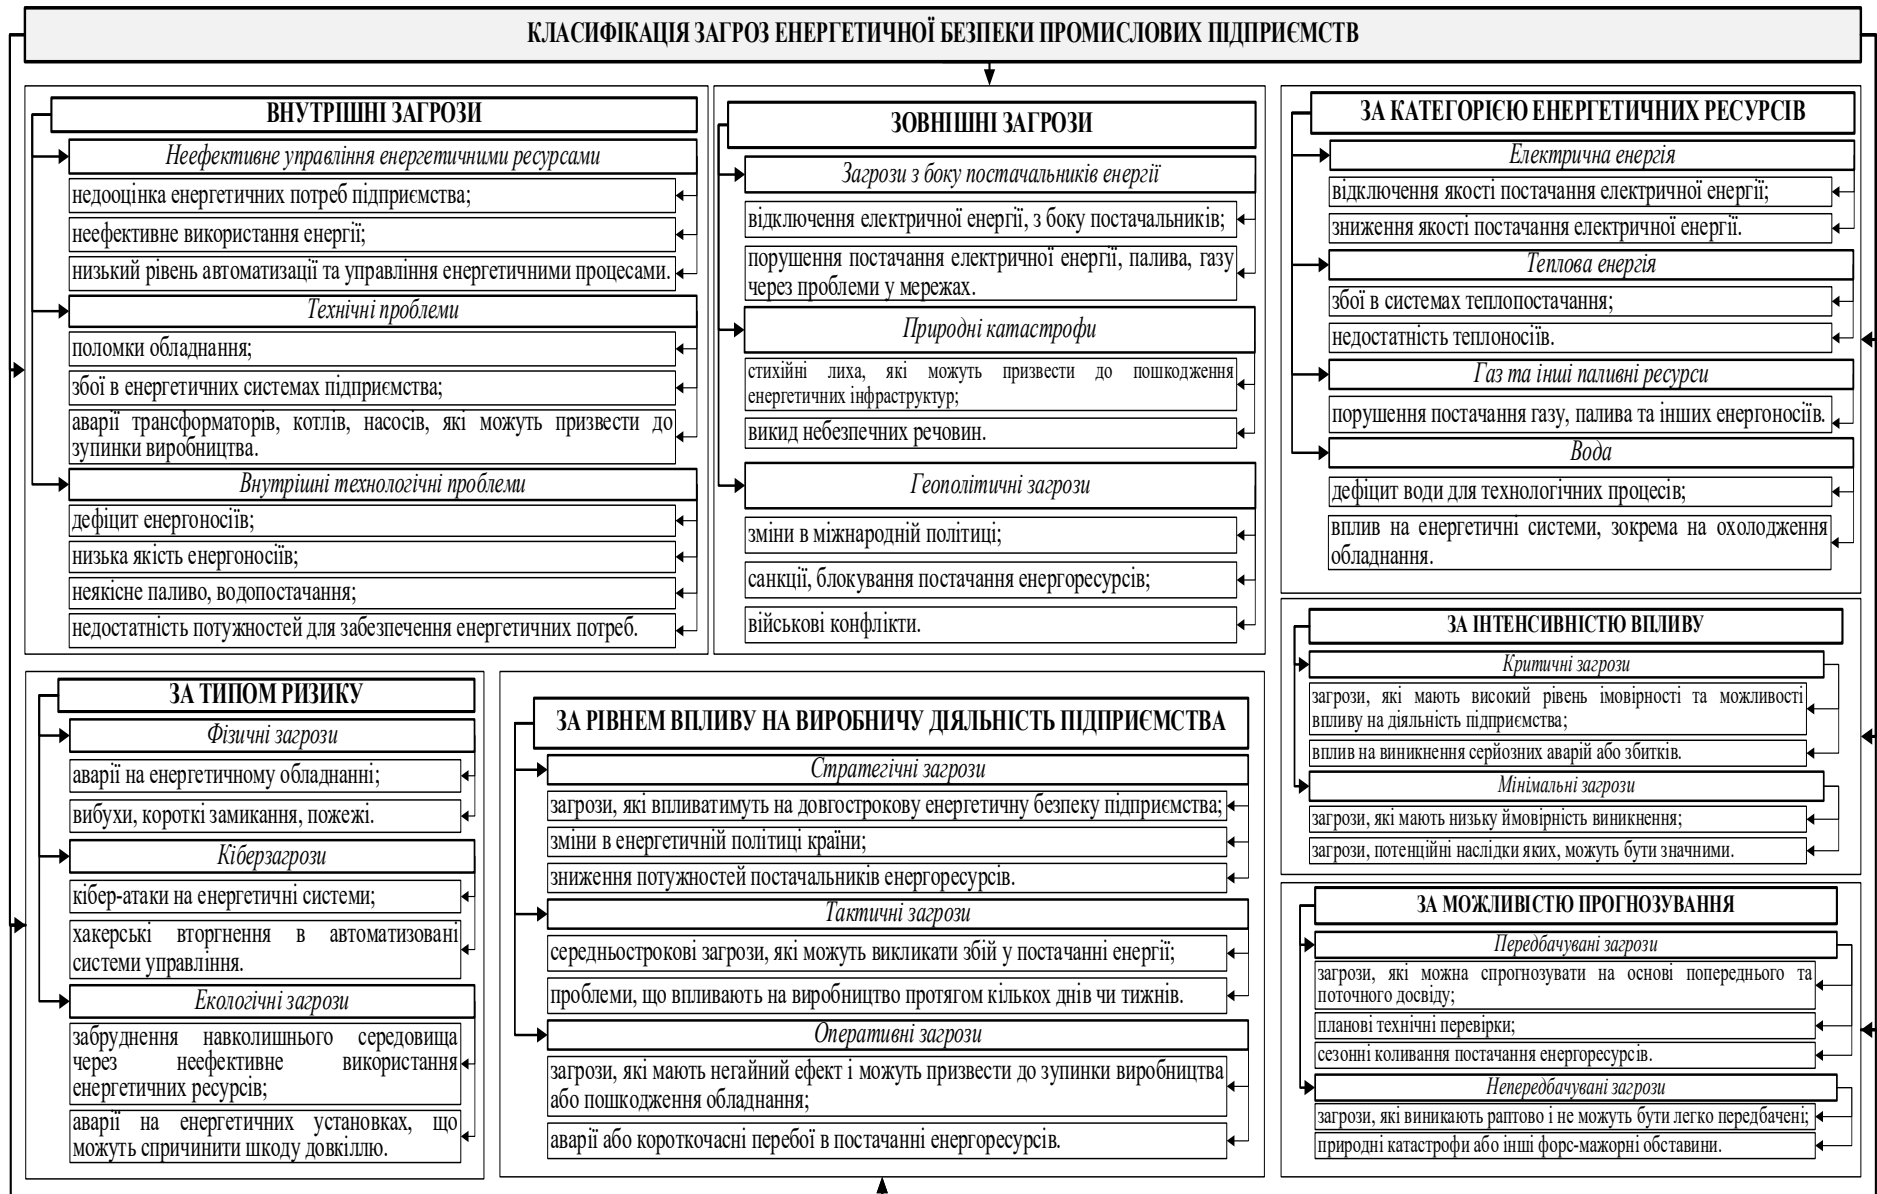 КЛАСИФІКАЦІЯ ЗАГРОЗ ЕНЕРГЕТИЧНОЇ БЕЗПЕКИ ПРОМИСЛОВИХ ПІДПРИЄМСТВ
ВНУТРІШНІ ЗАГРОЗИ
Неефективне управління енергетичними ресурсами
недооцінка енергетичних потреб підприємства;
неефективне використання енергії;
низький рівень автоматизації та управління енергетичними процесами.
Технічні проблеми
поломки обладнання;
збої в енергетичних системах підприємства;
аварії трансформаторів, котлів, насосів, які можуть призвести до
зупинки виробництва.
Внутрішні технологічні проблеми
дефіцит енергоносіїв;
низька якість енергоносіїв;
неякісне паливо, водопостачання;
недостатність потужностей для забезпечення енергетичних потреб.
ЗОВНІШНІ ЗАГРОЗИ
Загрози з боку постачальників енергії
відключення електричної енергії, з боку постачальників;
порушення постачання електричної енергії, палива, газу
через проблеми у мережах.
Природні катастрофи
стихійні лиха, які можуть призвести до пошкодження
енергетичних інфраструктур;
викид небезпечних речовин.
Геополітичні загрози
зміни в міжнародній політиці;
санкції, блокування постачання енергоресурсів;
військові конфлікти.
ЗА КАТЕГОРІЄЮ ЕНЕРГЕТИЧНИХ РЕСУРСІВ
Електрична енергія
відключення якості постачання електричної енергії;
зниження якості постачання електричної енергії.
Теплова енергія
збої в системах теплопостачання;
недостатність теплоносіїв.
Газ та інші паливні ресурси
порушення постачання газу, палива та інших енергоносіїв.
Вода
дефіцит води для технологічних процесів;
вплив на енергетичні системи, зокрема на охолодження
обладнання.
ЗА ІНТЕНСИВНІСТЮ ВПЛИВУ
Критичні загрози
загрози, які мають високий рівень імовірності та можливості
впливу на діяльність підприємства;
вплив на виникнення серйозних аварій або збитків.
Мінімальні загрози
загрози, які мають низьку ймовірність виникнення;
загрози, потенційні наслідки яких, можуть бути значними.
ЗА ТИПОМ РИЗИКУ
Фізичні загрози
аварії на енергетичному обладнанні;
вибухи, короткі замикання, пожежі.
Кіберзагрози
кібер-атаки на енергетичні системи;
хакерські вторгнення в автоматизовані
системи управління.
Екологічні загрози
забруднення навколишнього середовища
через неефективне використання
енергетичних ресурсів;
аварії на енергетичних установках, що
можуть спричинити шкоду довкіллю.
ЗА РІВНЕМ ВПЛИВУ НА ВИРОБНИЧУ ДІЯЛЬНІСТЬ ПІДПРИЄМСТВА
Стратегічні загрози
загрози, які впливатимуть на довгострокову енергетичну безпеку підприємства;
зміни в енергетичній політиці країни;
зниження потужностей постачальників енергоресурсів.
Тактичні загрози
середньострокові загрози, які можуть викликати збій у постачанні енергії;
проблеми, що впливають на виробництво протягом кількох днів чи тижнів.
Оперативні загрози
загрози, які мають негайний ефект і можуть призвести до зупинки виробництва
або пошкодження обладнання;
аварії або короткочасні перебої в постачанні енергоресурсів.
ЗА МОЖЛИВІСТЮ ПРОГНОЗУВАННЯ
Передбачувані загрози
загрози, які можна спрогнозувати на основі попереднього та
поточного досвіду;
планові технічні перевірки;
сезонні коливання постачання енергоресурсів.
Непередбачувані загрози
загрози, які виникають раптово і не можуть бути легко передбачені;
природні катастрофи або інші форс-мажорні обставини.